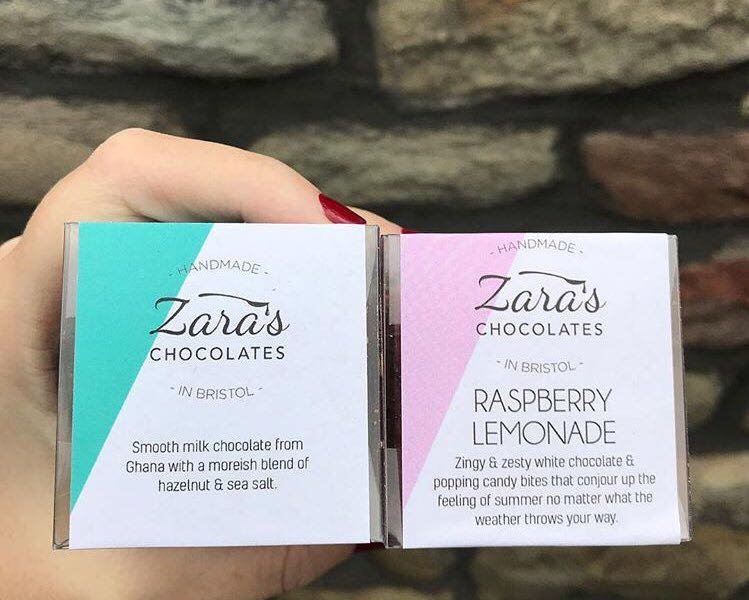 - HANDMADE -
Zara's
CHOCOLATES
- IN BRISTOL -
Smooth milk chocolate from
Ghana with a moreish blend of
hazelnut & sea salt.
- HANDMADE -
Zara's
CHOCOLATES
- IN BRISTOL -
RASPBERRY
LEMONADE
Zingy & zesty white chocolate &
popping candy bites that conjour up the
feeling of summer no matter what the
weather throws your way.